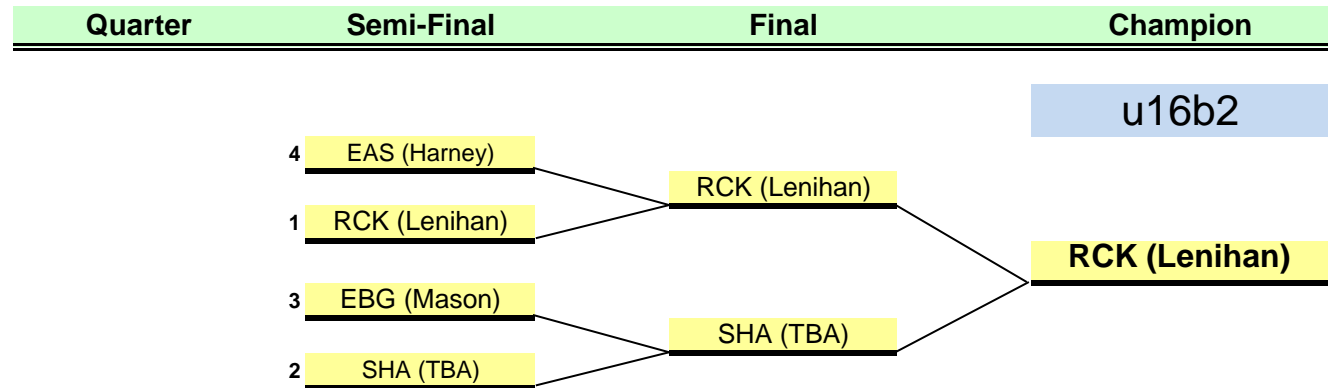 Quarter Semi-Final Final Champion
u16b2
4 EAS (Harney)
RCK (Lenihan)
1 RCK (Lenihan)
RCK (Lenihan)
3 EBG (Mason)
SHA (TBA)
2 SHA (TBA)